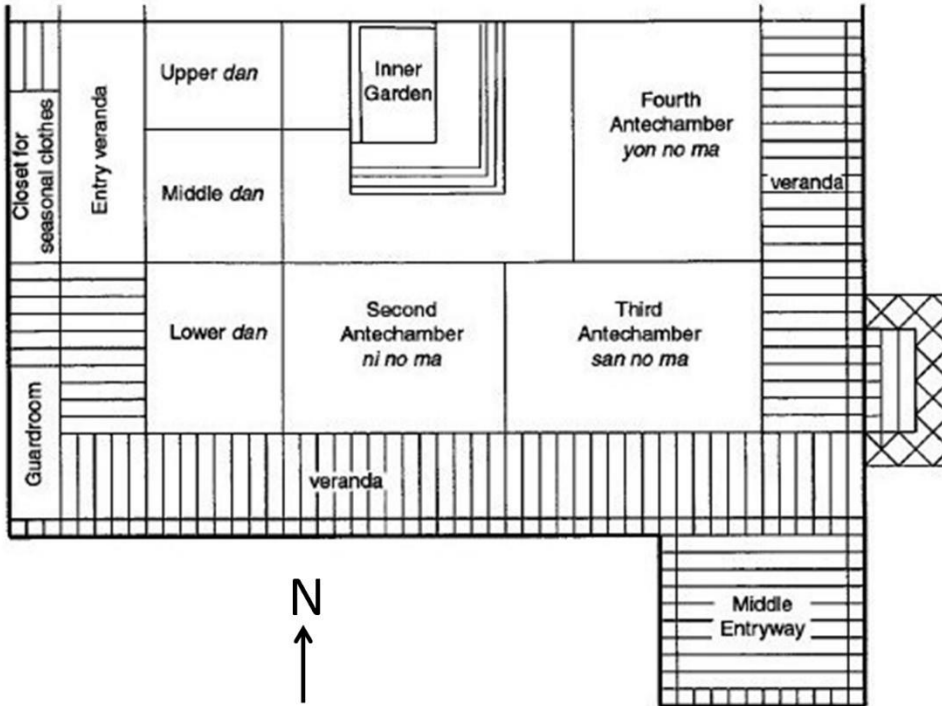 Upper dan
Inner
Garden
Fourth
Antechamber
yon no ma
Closet for
seasonal clothes
Entry veranda
Middle dan
veranda
Lower dan
Second
Antechamber
ni no ma
Third
Antechamber
san no ma
Guardroom
veranda
N
Middle
Entryway